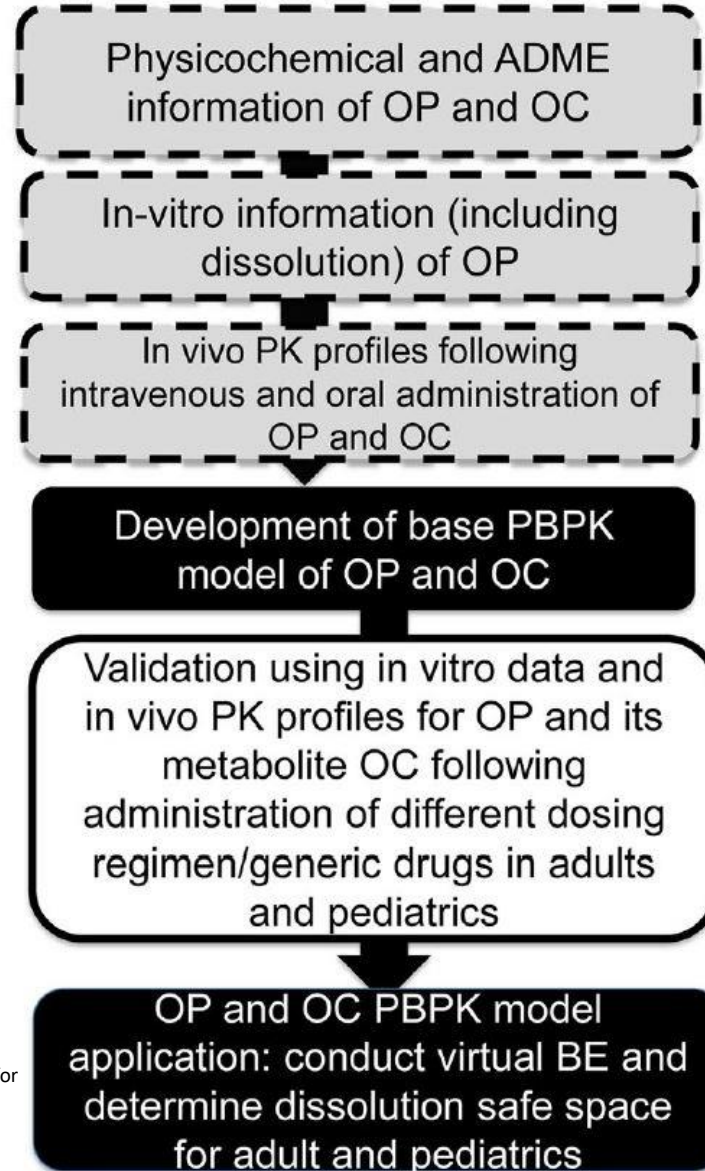 Physicochemical and ADME
information of OP and OC
In-vitro information (including
dissolution) of OP
In vivo PK profiles following
intravenous and oral administration of
OP and OC
Development of base PBPK
model of OP and OC
Validation using in vitro data and
in vivo PK profiles for OP and its
metabolite OC following
administration of different dosing
regimen/generic drugs in adults
and pediatrics
OP and OC PBPK model
application: conduct virtual BE and
or
determine dissolution safe space
for adult and pediatrics